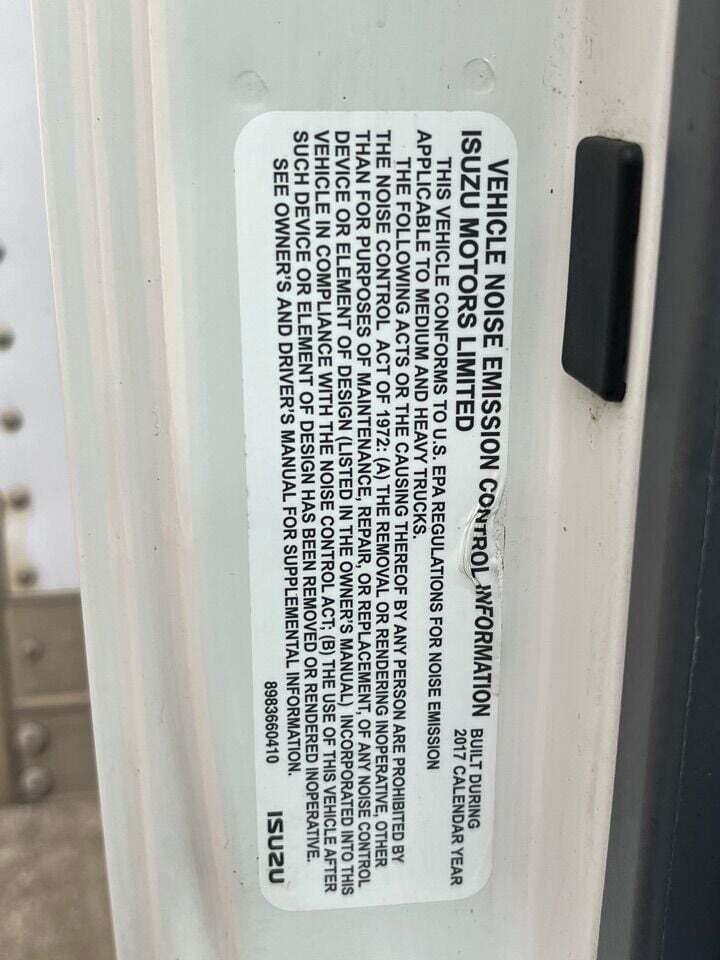 VEHICLE NOISE EMISSION CONTROL INFORMATION
ISUZU MOTORS LIMITED
BUILT DURING
2017 CALENDAR YEAR
THIS VEHICLE CONFORMS TO U.S. EPA REGULATIONS FOR NOISE EMISSION
APPLICABLE TO MEDIUM AND HEAVY TRUCKS.
THE FOLLOWING ACTS OR THE CAUSING THEREOF BY ANY PERSON ARE PROHIBITED BY
THE NOISE CONTROL ACT OF 1972: (A) THE REMOVAL OR RENDERING INOPERATIVE, OTHER
THAN FOR PURPOSES OF MAINTENANCE, REPAIR, OR REPLACEMENT, OF ANY NOISE CONTROL
DEVICE OR ELEMENT OF DESIGN (LISTED IN THE OWNER'S MANUAL) INCORPORATED INTO THIS
VEHICLE IN COMPLIANCE WITH THE NOISE CONTROL ACT; (B) THE USE OF THIS VEHICLE AFTER
SUCH DEVICE OR ELEMENT OF DESIGN HAS BEEN REMOVED OR RENDERED INOPERATIVE.
SEE OWNER'S AND DRIVER'S MANUAL FOR SUPPLEMENTAL INFORMATION.
8983660410
ISUZU